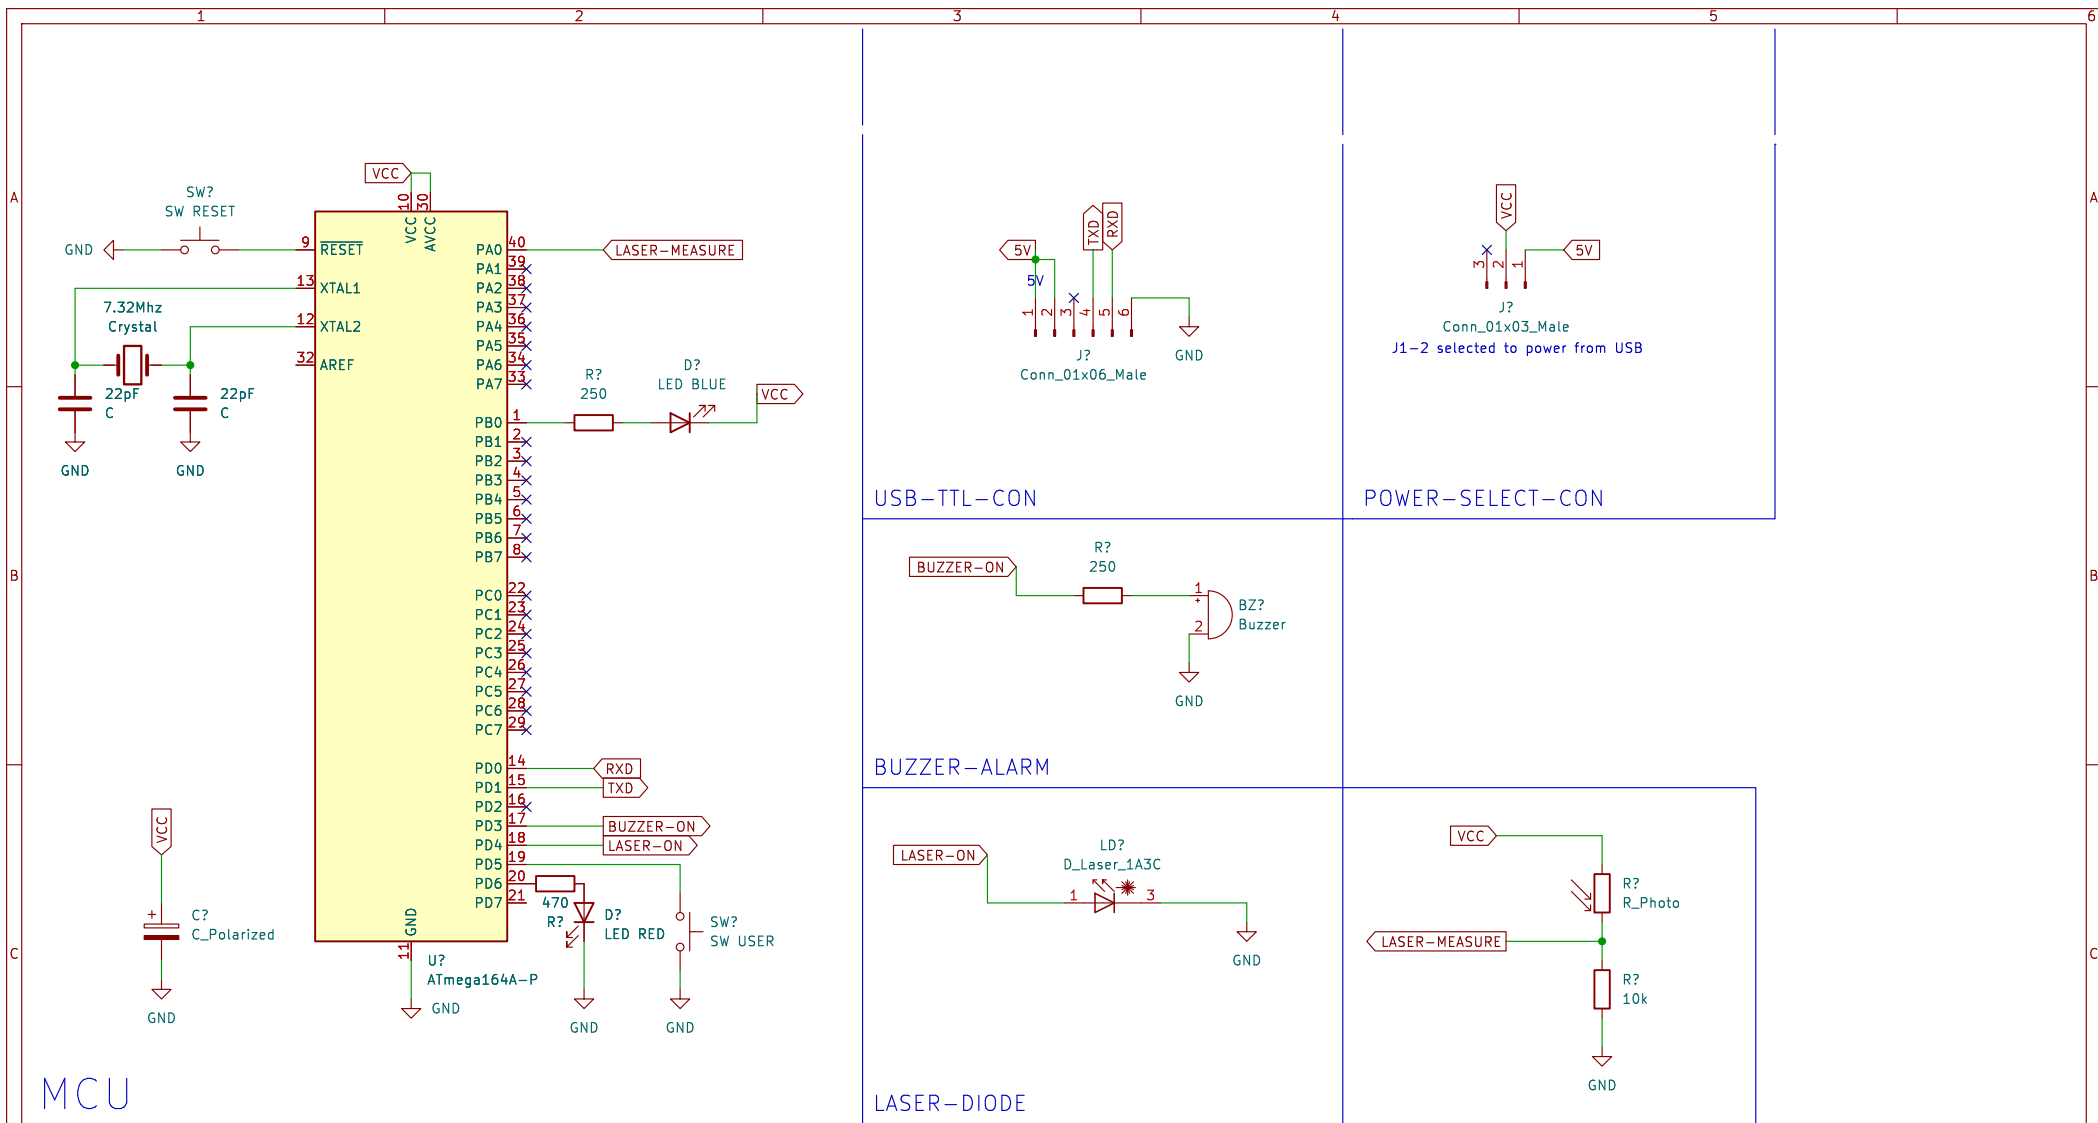 1 2 3 4 5 6
A
B
C
VCC
10
30
VCC
AVCC
SW?
SW RESET
GND
9
RESET
13
XTAL1
7.32Mhz
Crystal
12
XTAL2
32
AREF
22pF
C
22pF
C
GND
GND
PA0 40
LASER-MEASURE
PA1 39
PA2 38
PA3 37
PA4 36
PA5 35
PA6 34
PA7 33
PB0 1
R?
250
D?
LED BLUE
VCC
PB1 2
PB2 3
PB3 4
PB4 5
PB5 6
PB6 7
PB7 8
PC0 22
PC1 23
PC2 24
PC3 25
PC4 26
PC5 27
PC6 28
PC7 29
PD0 14
RXD
PD1 15
TXD
PD2 16
PD3 17
BUZZER-ON
PD4 18
LASER-ON
PD5 19
PD6 20
PD7 21
470
R?
D?
LED RED
SW?
SW USER
GND
GND
GND
11
U?
ATmega164A-P
GND
VCC
+
C?
C_Polarized
GND
MCU
5V
5V
TXD
RXD
1 2 3 4 5 6
J?
Conn_01x06_Male
GND
USB-TTL-CON
VCC
5V
3 2 1
J?
Conn_01x03_Male
J1-2 selected to power from USB
POWER-SELECT-CON
BUZZER-ON
R?
250
1
+
2
BZ?
Buzzer
GND
BUZZER-ALARM
LASER-ON
LD?
D_Laser_1A3C
1
3
GND
LASER-DIODE
VCC
R?
R_Photo
LASER-MEASURE
R?
10k
GND
A
B
C